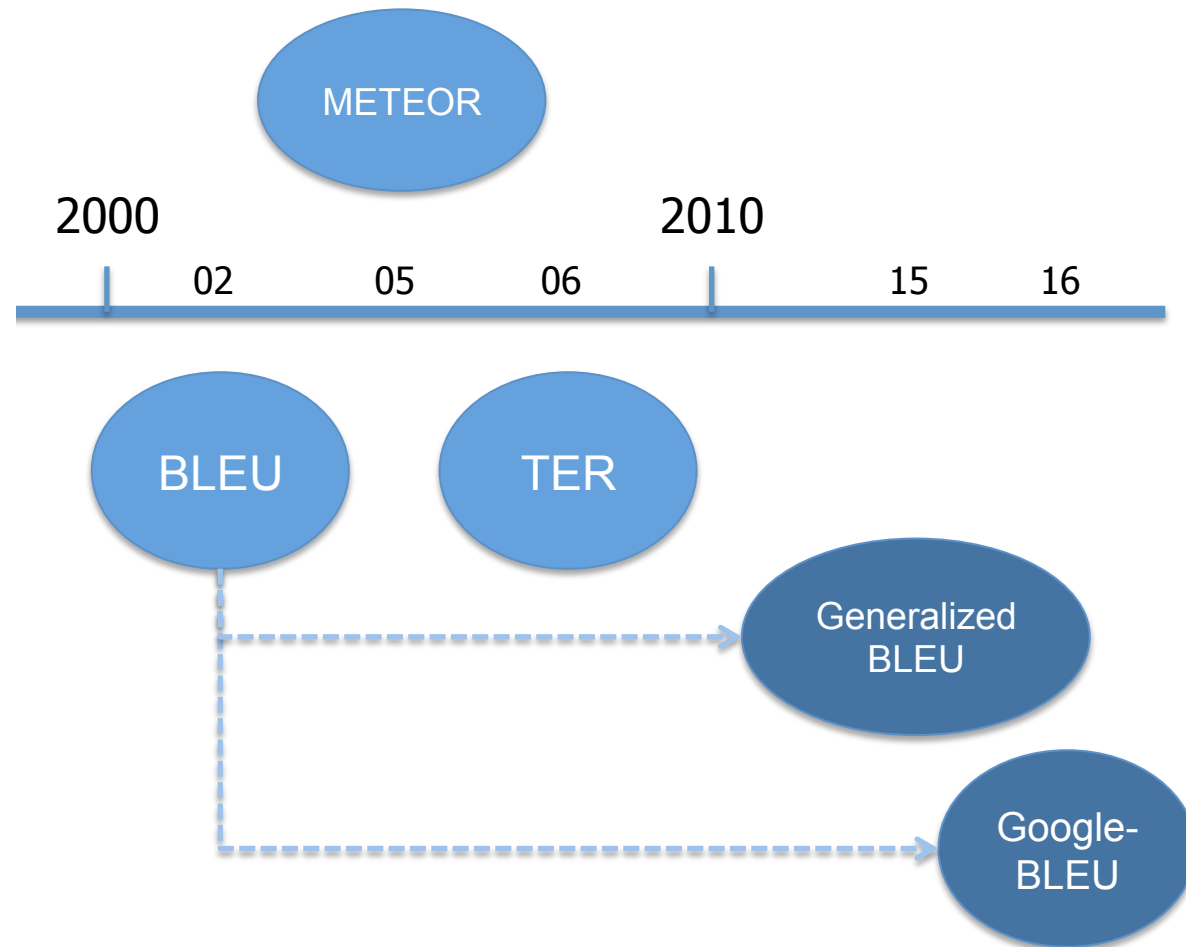 METEOR
2000
2010
02
05
06
15
16
BLEU
TER
Generalized
BLEU
Google-
BLEU